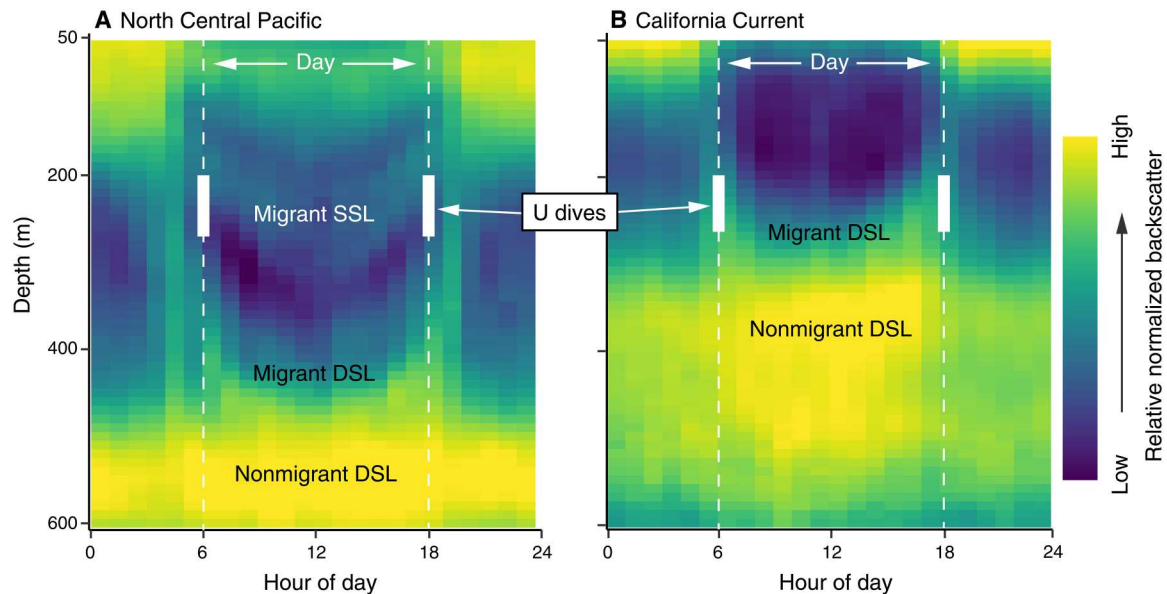 A North Central Pacific
B California Current
50
200
400
600
Depth (m)
Day
Migrant SSL
Migrant DSL
Nonmigrant DSL
0
6
12
18
24
Hour of day
U dives
Day
Migrant DSL
Nonmigrant DSL
0
6
12
18
24
Hour of day
High
Low
Relative normalized backscatter